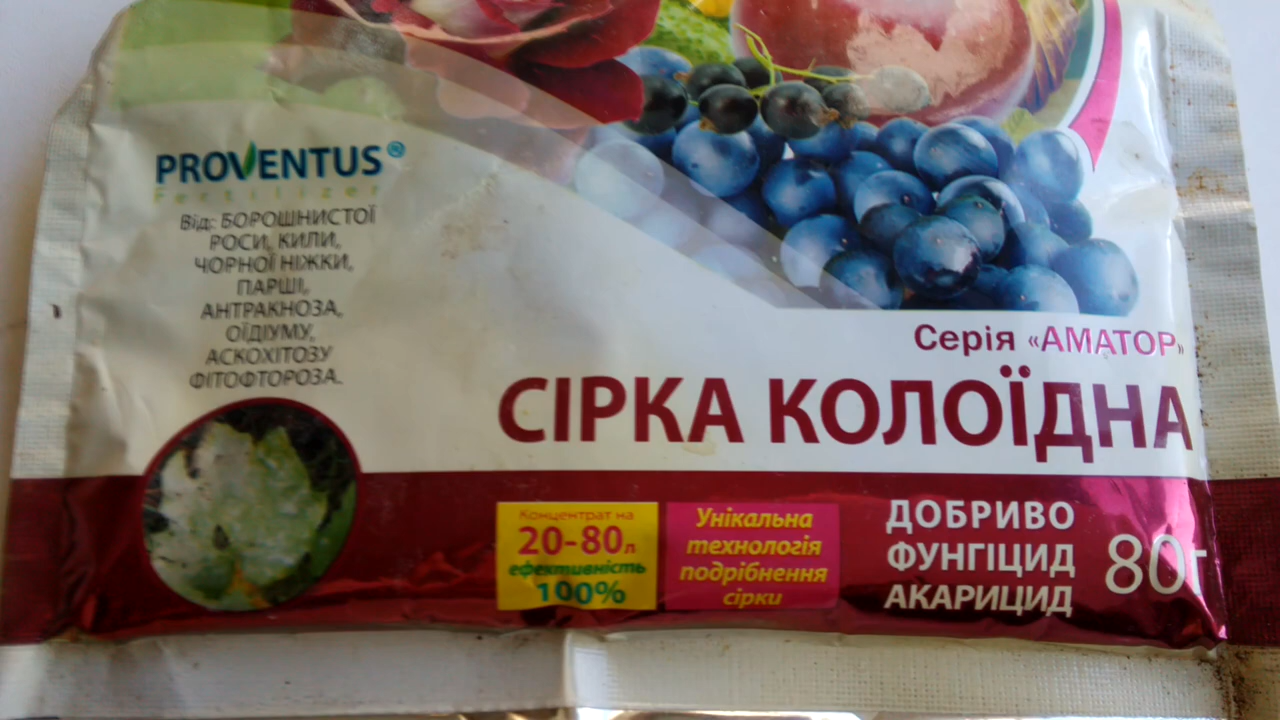 PROVENTUS®
Fertilizer
Від: БОРОШНИСТОЇ
РОСИ, КИЛИ,
ЧОРНОЇ НІЖКИ,
ПАРШІ,
АНТРАКНОЗА,
ОЇДІУМУ,
АСКОХІТОЗУ
ФІТОФТОРОЗА.
Серія «АМАТОР»
СІРКА КОЛОЇДНА
Концентрат на
20-80л
ефективність
100%
Унікальна
технологія
подрібнення
сірки
ДОБРИВО
ФУНГІЦИД
АКАРИЦИД
80г